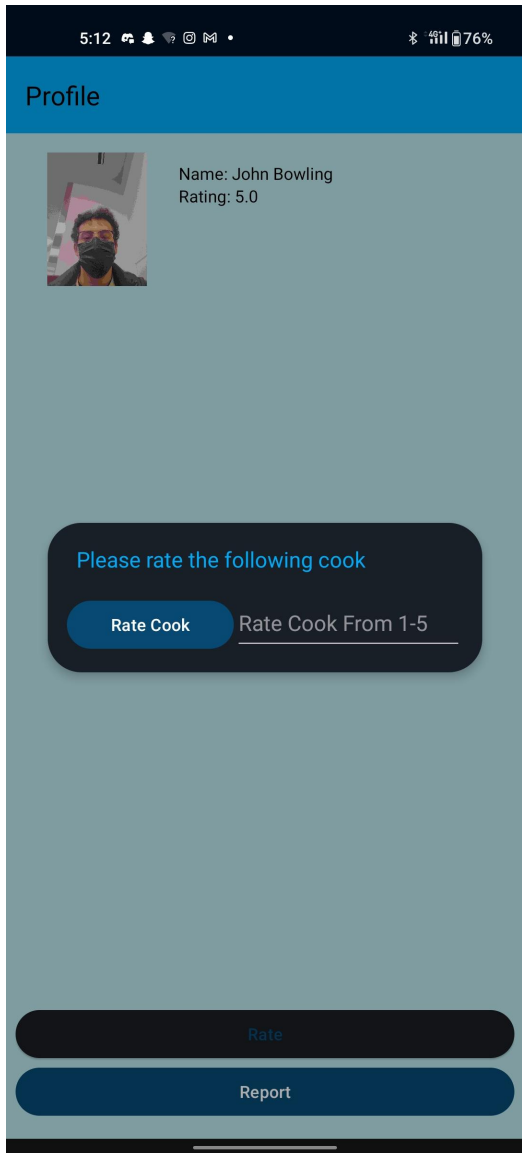 5:12
4G 76%
Profile
Name: John Bowling
Rating: 5.0
Please rate the following cook
Rate Cook
Rate Cook From 1-5
Rate
Report